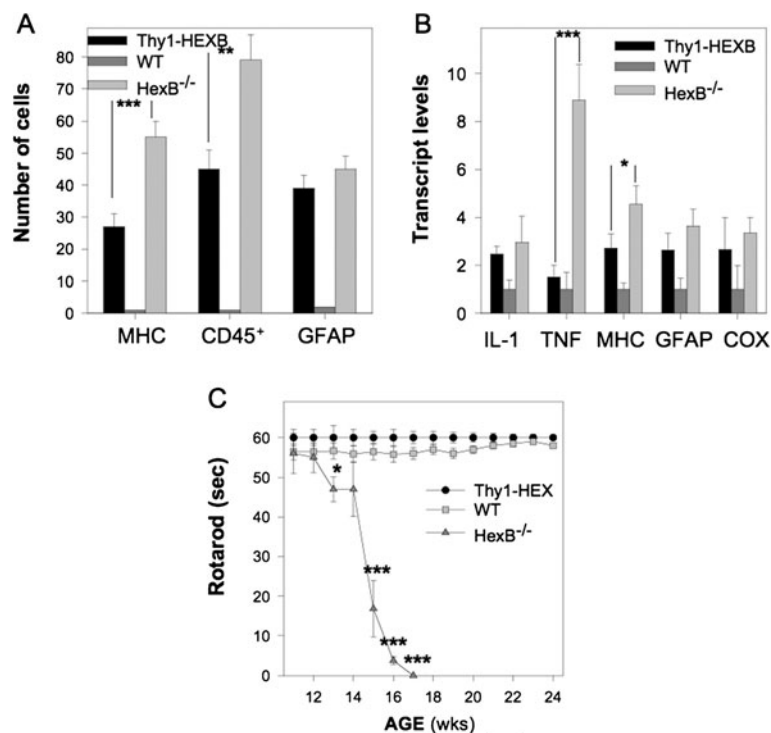 A
Number of cells
80
70
60
50
40
30
20
10
0
Thy1-HEXB
WT
HexB-/-
***
**
MHC CD45+ GFAP
B
Transcript levels
10
8
6
4
2
0
Thy1-HEXB
WT
HexB-/-
***
*
IL-1 TNF MHC GFAP COX
C
Rotarod (sec)
60
50
40
30
20
10
0
*
Thy1-HEX
WT
HexB-/-
***
***
***
12 14 16 18 20 22 24
AGE (wks)